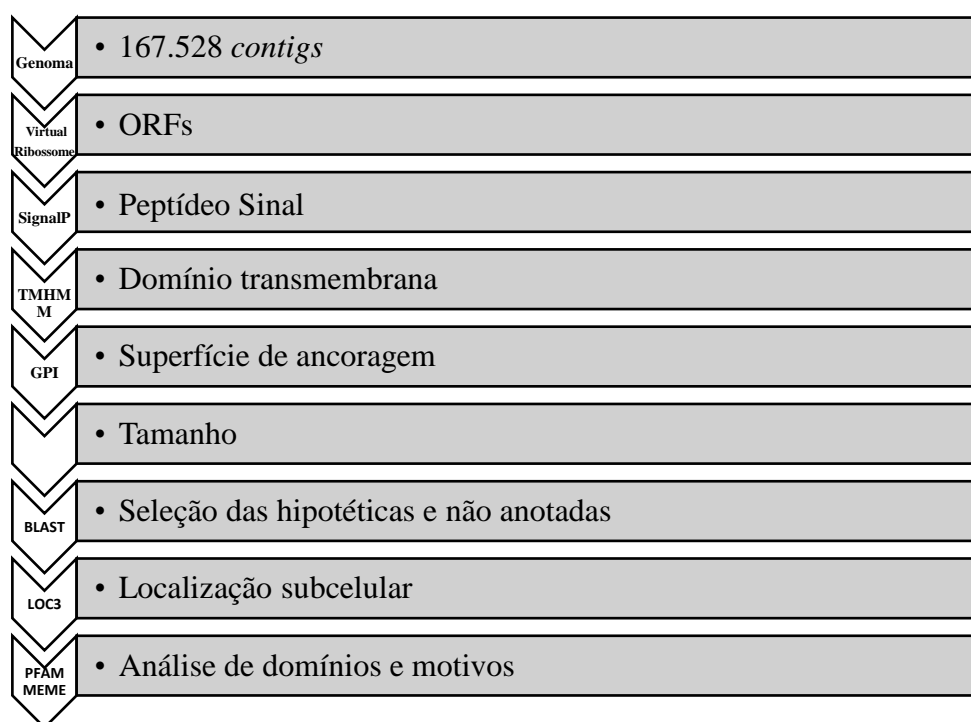 Genoma
• 167.528 contigs
Virtual
Ribossome
• ORFs
SignalP
• Peptídeo Sinal
TMHM
M
• Domínio transmembrana
GPI
• Superfície de ancoragem
• Tamanho
BLAST
• Seleção das hipotéticas e não anotadas
LOC3
• Localização subcelular
PFAM
MEME
• Análise de domínios e motivos